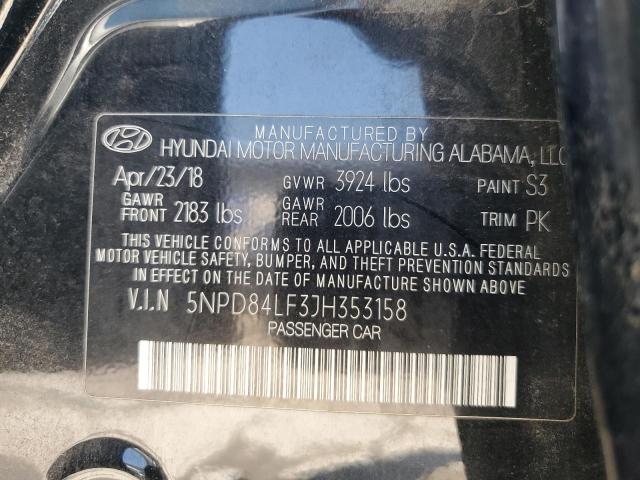 MANUFACTURED BY
HYUNDAI MOTOR MANUFACTURING ALABAMA, LLC
Apr/23/18 GVWR 3924 lbs PAINT S3
GAWR FRONT 2183 lbs GAWR REAR 2006 lbs TRIM PK
THIS VEHICLE CONFORMS TO ALL APPLICABLE U.S.A. FEDERAL
MOTOR VEHICLE SAFETY, BUMPER, AND THEFT PREVENTION STANDARDS
IN EFFECT ON THE DATE OF MANUFACTURE SHOWN ABOVE.
V.I.N 5NPD84LF3JH353158
PASSENGER CAR